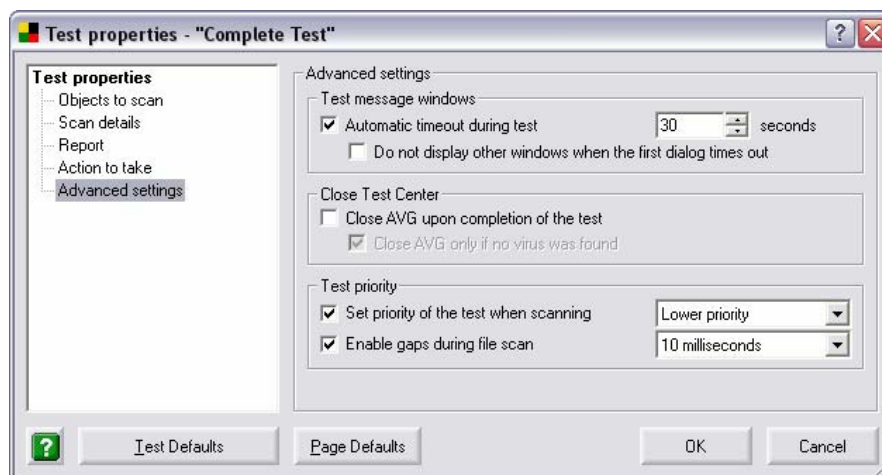 Test properties - "Complete Test"
?
Test properties
Objects to scan
Scan details
Report
Action to take
Advanced settings
Advanced settings
Test message windows
Automatic timeout during test 30 seconds
Do not display other windows when the first dialog times out
Close Test Center
Close AVG upon completion of the test
Close AVG only if no virus was found
Test priority
Set priority of the test when scanning Lower priority
Enable gaps during file scan 10 milliseconds
? Test Defaults Page Defaults OK Cancel